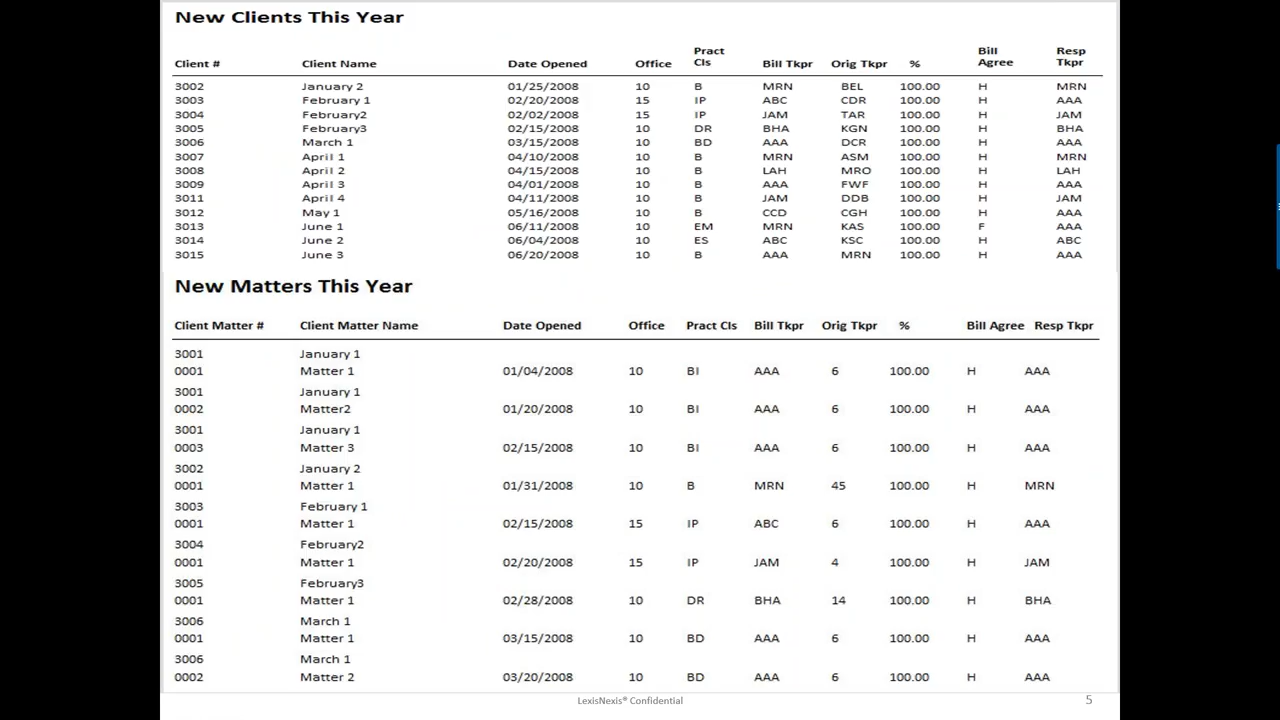 New Clients This Year
Client # Client Name Date Opened Office Pract Cls Bill Tkpr Orig Tkpr % Bill Agree Resp Tkpr
3002 January 2 01/25/2008 10 B MRN BEL 100.00 H MRN
3003 February 1 02/20/2008 15 IP ABC CDR 100.00 H AAA
3004 February2 02/02/2008 15 IP JAM TAR 100.00 H JAM
3005 February3 02/15/2008 10 DR BHA KGN 100.00 H BHA
3006 March 1 03/15/2008 10 BD AAA DCR 100.00 H AAA
3007 April 1 04/10/2008 10 B MRN ASM 100.00 H MRN
3008 April 2 04/15/2008 10 B LAH MRO 100.00 H LAH
3009 April 3 04/01/2008 10 B AAA FWF 100.00 H AAA
3011 April 4 04/11/2008 10 B JAM DDB 100.00 H JAM
3012 May 1 05/16/2008 10 B CCD CGH 100.00 H AAA
3013 June 1 06/11/2008 10 EM MRN KAS 100.00 F AAA
3014 June 2 06/04/2008 10 ES ABC KSC 100.00 H ABC
3015 June 3 06/20/2008 10 B AAA MRN 100.00 H AAA
New Matters This Year
Client Matter # Client Matter Name Date Opened Office Pract Cls Bill Tkpr Orig Tkpr % Bill Agree Resp Tkpr
3001 January 1
0001 Matter 1 01/04/2008 10 BI AAA 6 100.00 H AAA
3001 January 1
0002 Matter2 01/20/2008 10 BI AAA 6 100.00 H AAA
3001 January 1
0003 Matter 3 02/15/2008 10 BI AAA 6 100.00 H AAA
3002 January 2
0001 Matter 1 01/31/2008 10 B MRN 45 100.00 H MRN
3003 February 1
0001 Matter 1 02/15/2008 15 IP ABC 6 100.00 H AAA
3004 February2
0001 Matter 1 02/20/2008 15 IP JAM 4 100.00 H JAM
3005 February3
0001 Matter 1 02/28/2008 10 DR BHA 14 100.00 H BHA
3006 March 1
0001 Matter 1 03/15/2008 10 BD AAA 6 100.00 H AAA
3006 March 1
0002 Matter 2 03/20/2008 10 BD AAA 6 100.00 H AAA
LexisNexis® Confidential 5